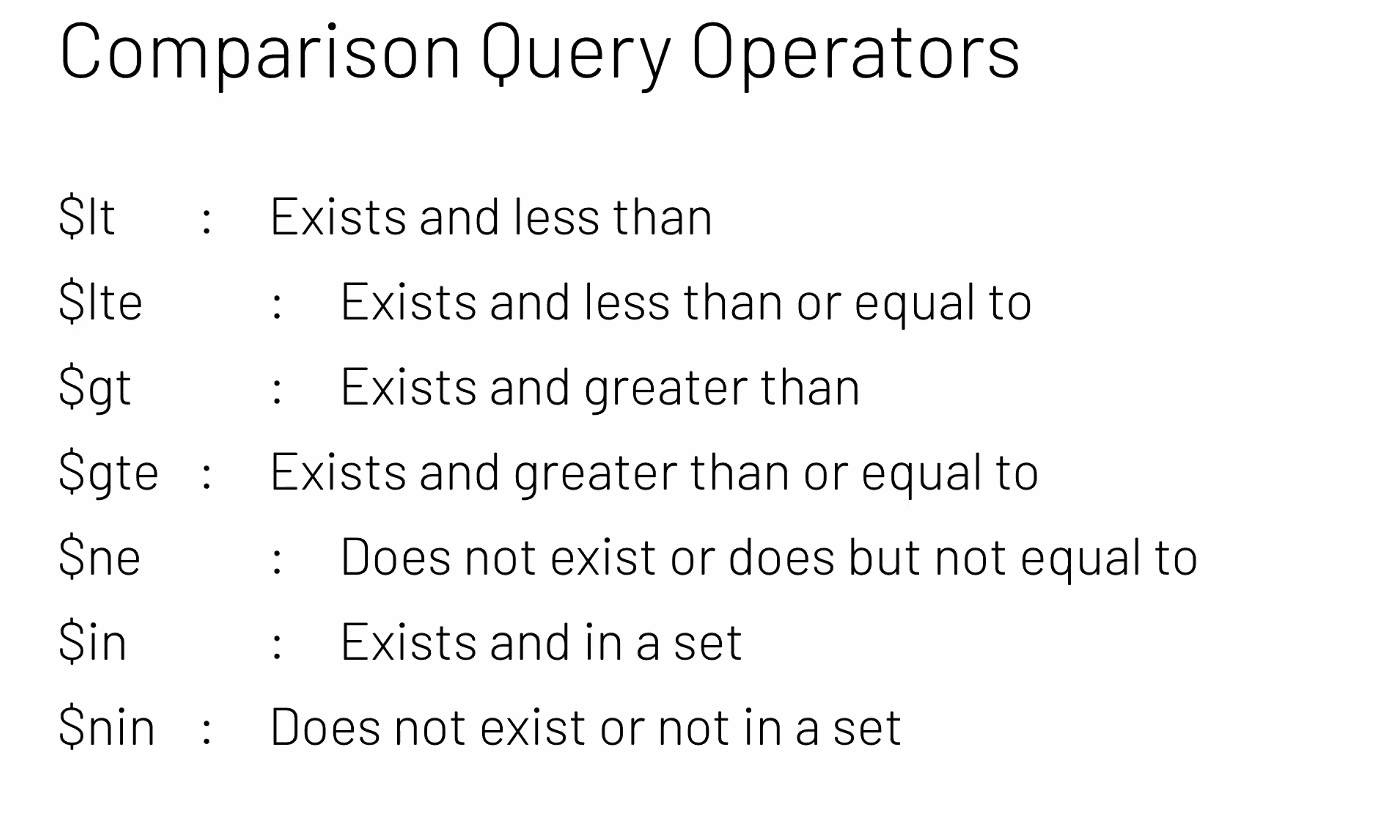 Comparison Query Operators
$lt : Exists and less than
$lte : Exists and less than or equal to
$gt : Exists and greater than
$gte : Exists and greater than or equal to
$ne : Does not exist or does but not equal to
$in : Exists and in a set
$nin : Does not exist or not in a set